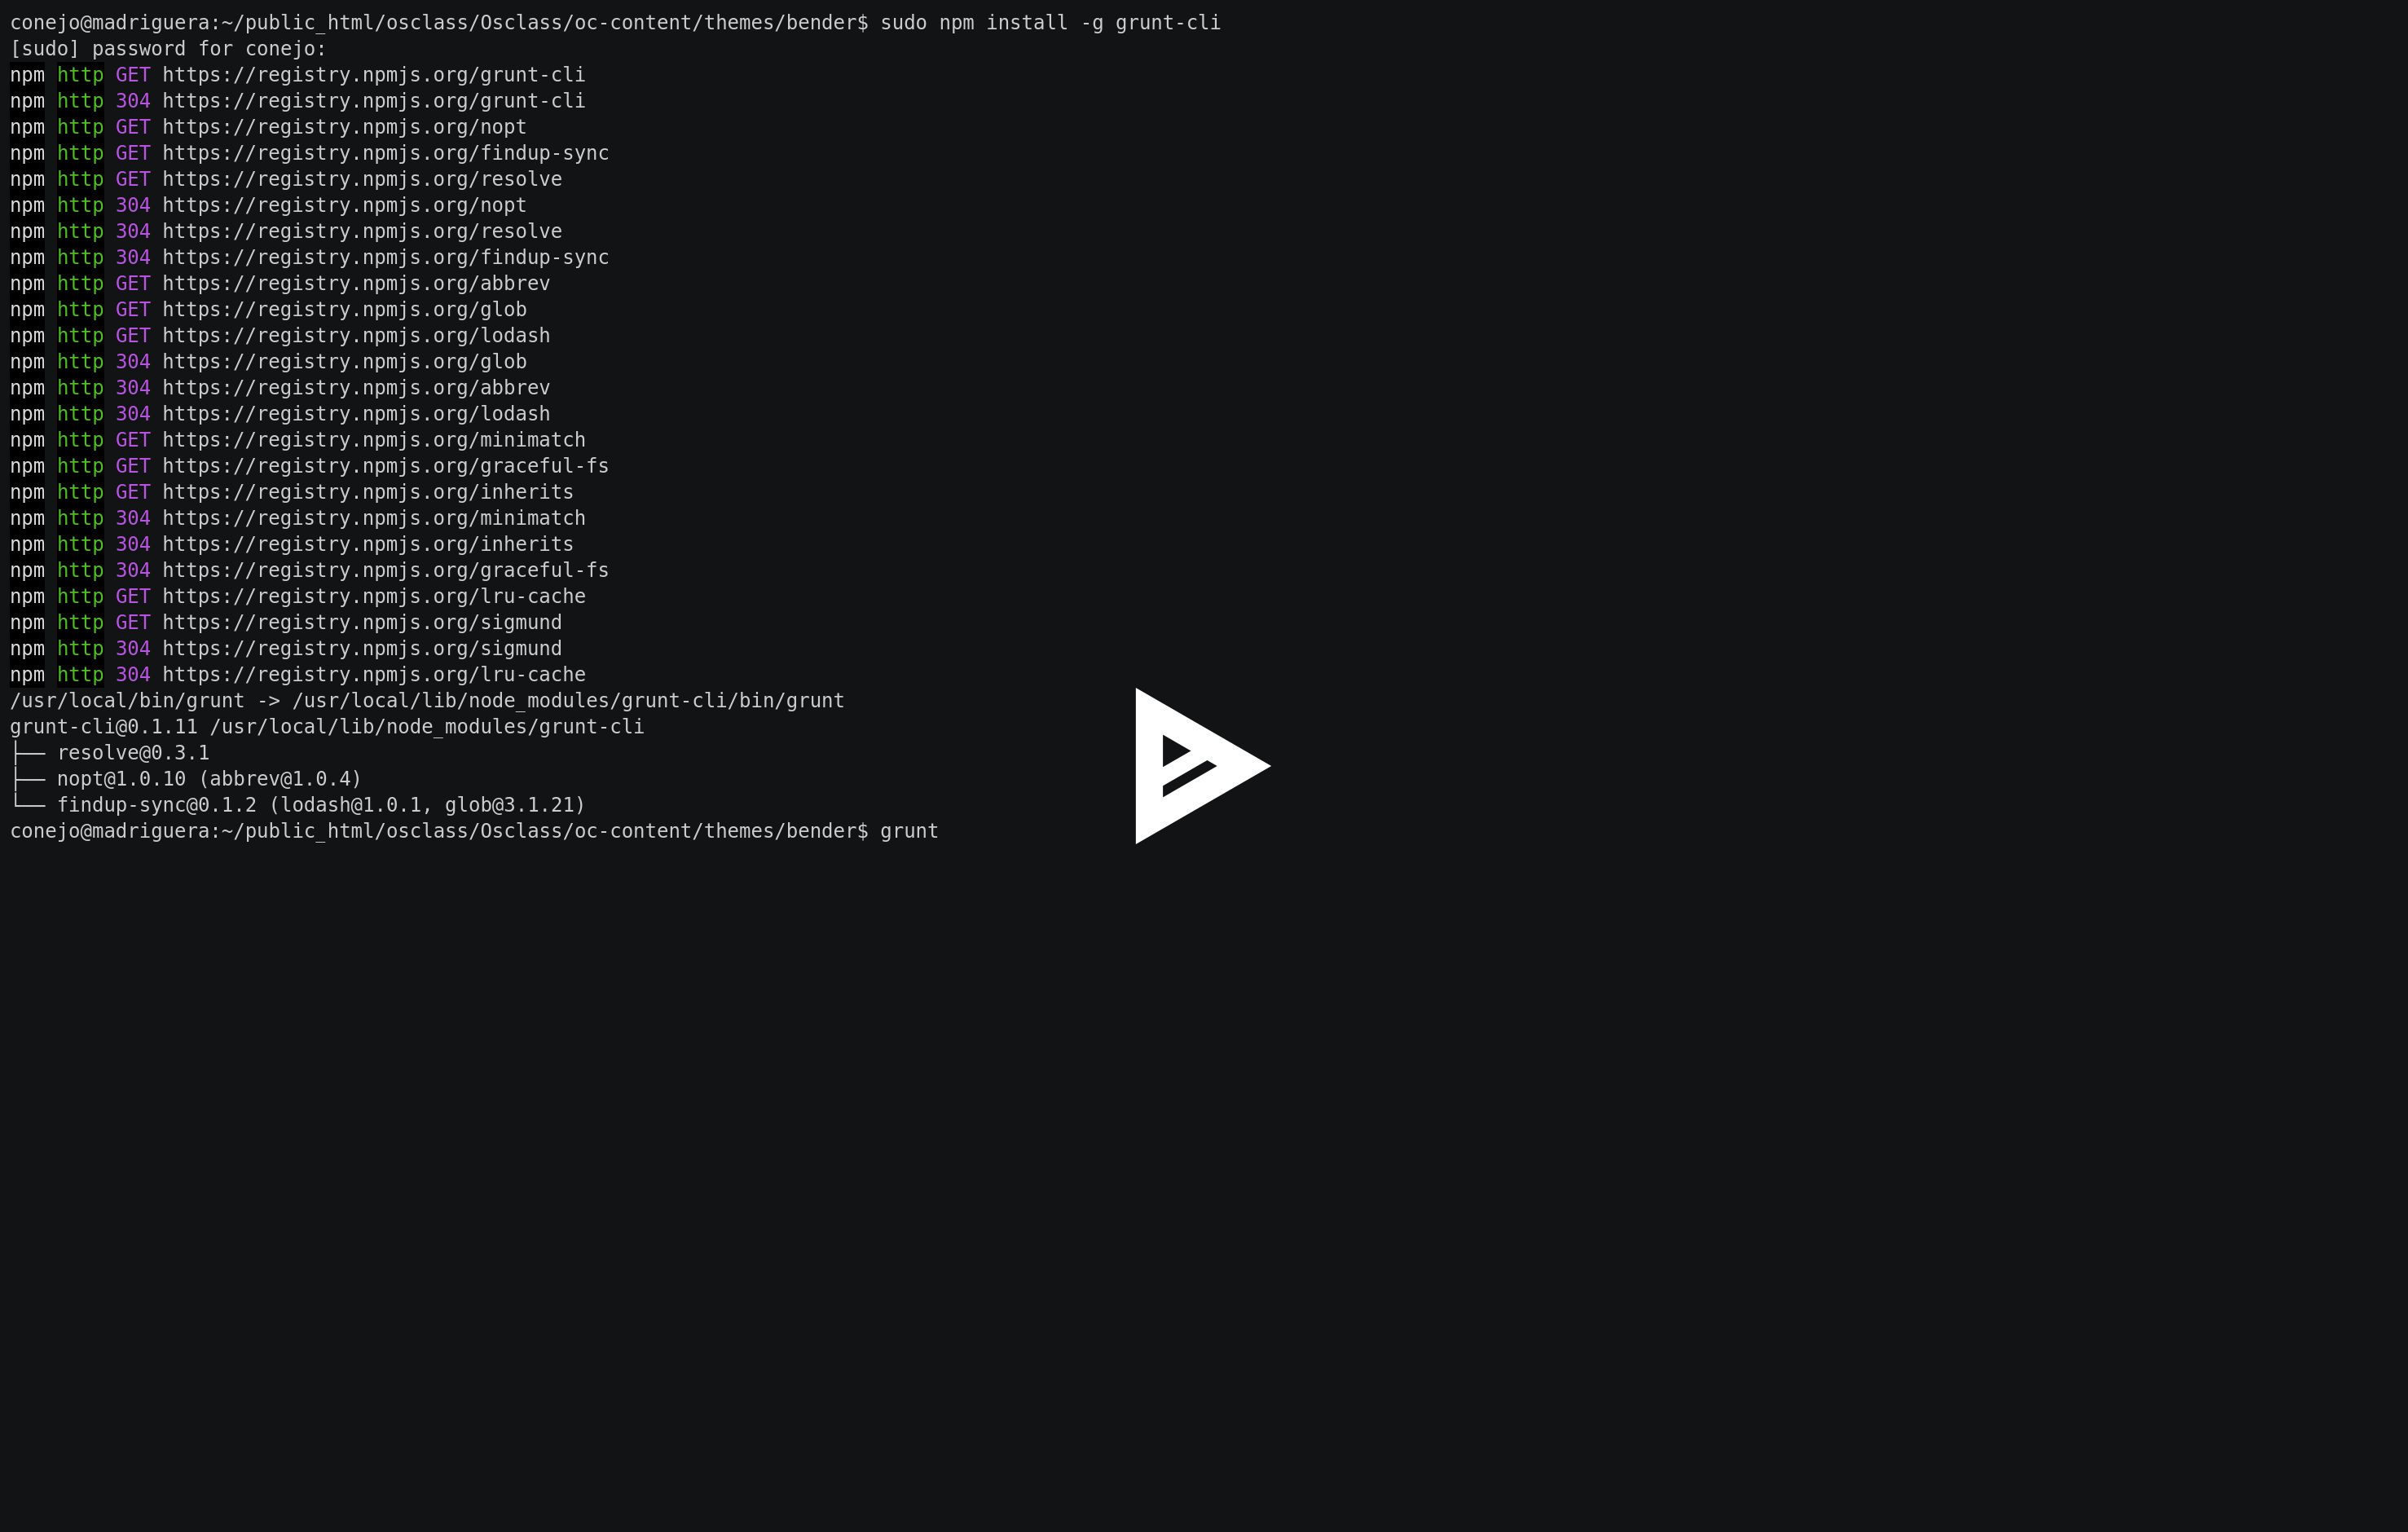 conejo@madriguera:~/public_html/osclass/Osclass/oc-content/themes/bender$ sudo npm install -g grunt-cli
[sudo] password for conejo:
npm http GET https://registry.npmjs.org/grunt-cli
npm http 304 https://registry.npmjs.org/grunt-cli
npm http GET https://registry.npmjs.org/nopt
npm http GET https://registry.npmjs.org/findup-sync
npm http GET https://registry.npmjs.org/resolve
npm http 304 https://registry.npmjs.org/nopt
npm http 304 https://registry.npmjs.org/resolve
npm http 304 https://registry.npmjs.org/findup-sync
npm http GET https://registry.npmjs.org/abbrev
npm http GET https://registry.npmjs.org/glob
npm http GET https://registry.npmjs.org/lodash
npm http 304 https://registry.npmjs.org/glob
npm http 304 https://registry.npmjs.org/abbrev
npm http 304 https://registry.npmjs.org/lodash
npm http GET https://registry.npmjs.org/minimatch
npm http GET https://registry.npmjs.org/graceful-fs
npm http GET https://registry.npmjs.org/inherits
npm http 304 https://registry.npmjs.org/minimatch
npm http 304 https://registry.npmjs.org/inherits
npm http 304 https://registry.npmjs.org/graceful-fs
npm http GET https://registry.npmjs.org/lru-cache
npm http GET https://registry.npmjs.org/sigmund
npm http 304 https://registry.npmjs.org/sigmund
npm http 304 https://registry.npmjs.org/lru-cache
/usr/local/bin/grunt -> /usr/local/lib/node_modules/grunt-cli/bin/grunt
grunt-cli@0.1.11 /usr/local/lib/node_modules/grunt-cli
├── resolve@0.3.1
├── nopt@1.0.10 (abbrev@1.0.4)
└── findup-sync@0.1.2 (lodash@1.0.1, glob@3.1.21)
conejo@madriguera:~/public_html/osclass/Osclass/oc-content/themes/bender$ grunt